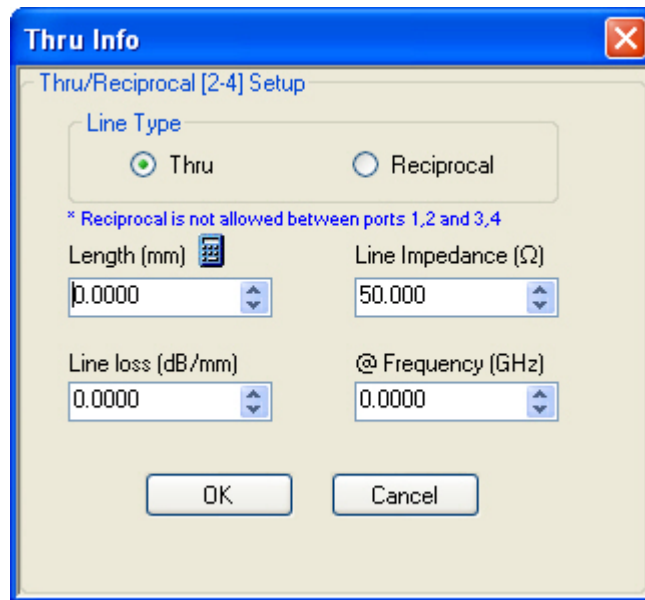 Thru Info
Thru/Reciprocal [2-4] Setup
Line Type
Thru
Reciprocal
* Reciprocal is not allowed between ports 1,2 and 3,4
Length (mm)
Line Impedance (Ω)
0.0000
50.000
Line loss (dB/mm)
@ Frequency (GHz)
0.0000
0.0000
OK
Cancel